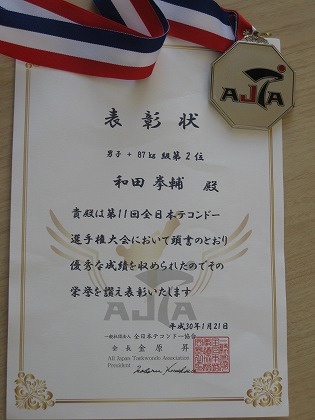 AJTA
表彰状
男子 + 87kg 級第2位
和田 拳輔 殿
貴殿は第11回全日本テコンドー
選手権大会において頭書のとおり
優秀な成績を収められたのでその
栄誉を讃え表彰いたします
平成30年1月21日
一般社団法人 全日本テコンドー協会
会長 金原 昇
All Japan Taekwondo Association
President
AJTA